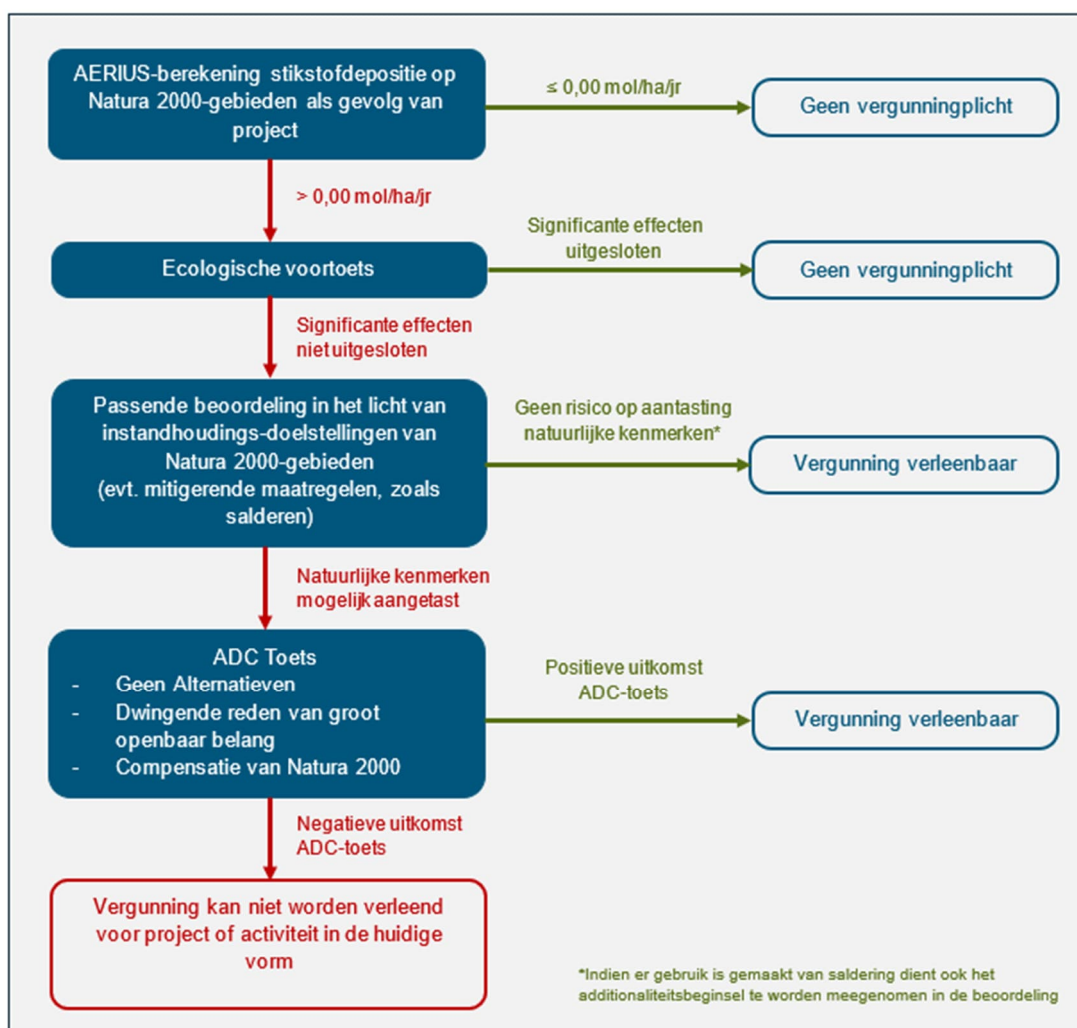 AERIUS-berekening stikstofdepositie op
Natura 2000-gebieden als gevolg van
project
≤ 0,00 mol/ha/jr
Geen vergunningplicht
> 0,00 mol/ha/jr
Ecologische voortoets
Significante effecten
uitgesloten
Geen vergunningplicht
Significante effecten
niet uitgesloten
Passende beoordeling in het licht van
instandhoudings-doelstellingen van
Natura 2000-gebieden
(evt. mitigerende maatregelen, zoals
salderen)
Geen risico op aantasting
natuurlijke kenmerken*
Vergunning verleenbaar
Natuurlijke kenmerken
mogelijk aangetast
ADC Toets
- Geen Alternatieven
- Dwingende reden van groot
openbaar belang
- Compensatie van Natura 2000
Positieve uitkomst
ADC-toets
Vergunning verleenbaar
Negatieve uitkomst
ADC-toets
Vergunning kan niet worden verleend
voor project of activiteit in de huidige
vorm
*Indien er gebruik is gemaakt van saldering dient ook het
additionaliteitsbeginsel te worden meegenomen in de beoordeling